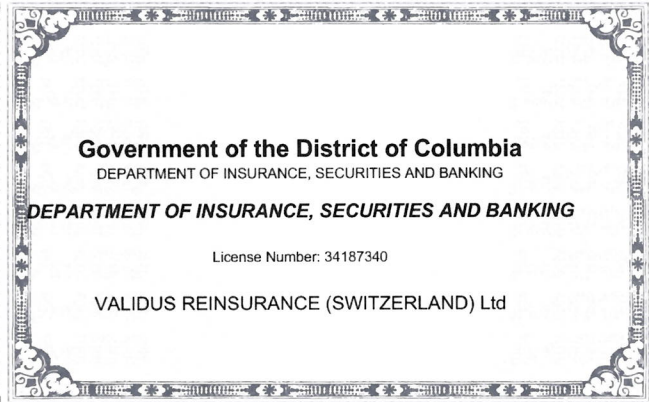 Government of the District of Columbia
DEPARTMENT OF INSURANCE, SECURITIES AND BANKING
DEPARTMENT OF INSURANCE, SECURITIES AND BANKING
License Number: 34187340
VALIDUS REINSURANCE (SWITZERLAND) Ltd